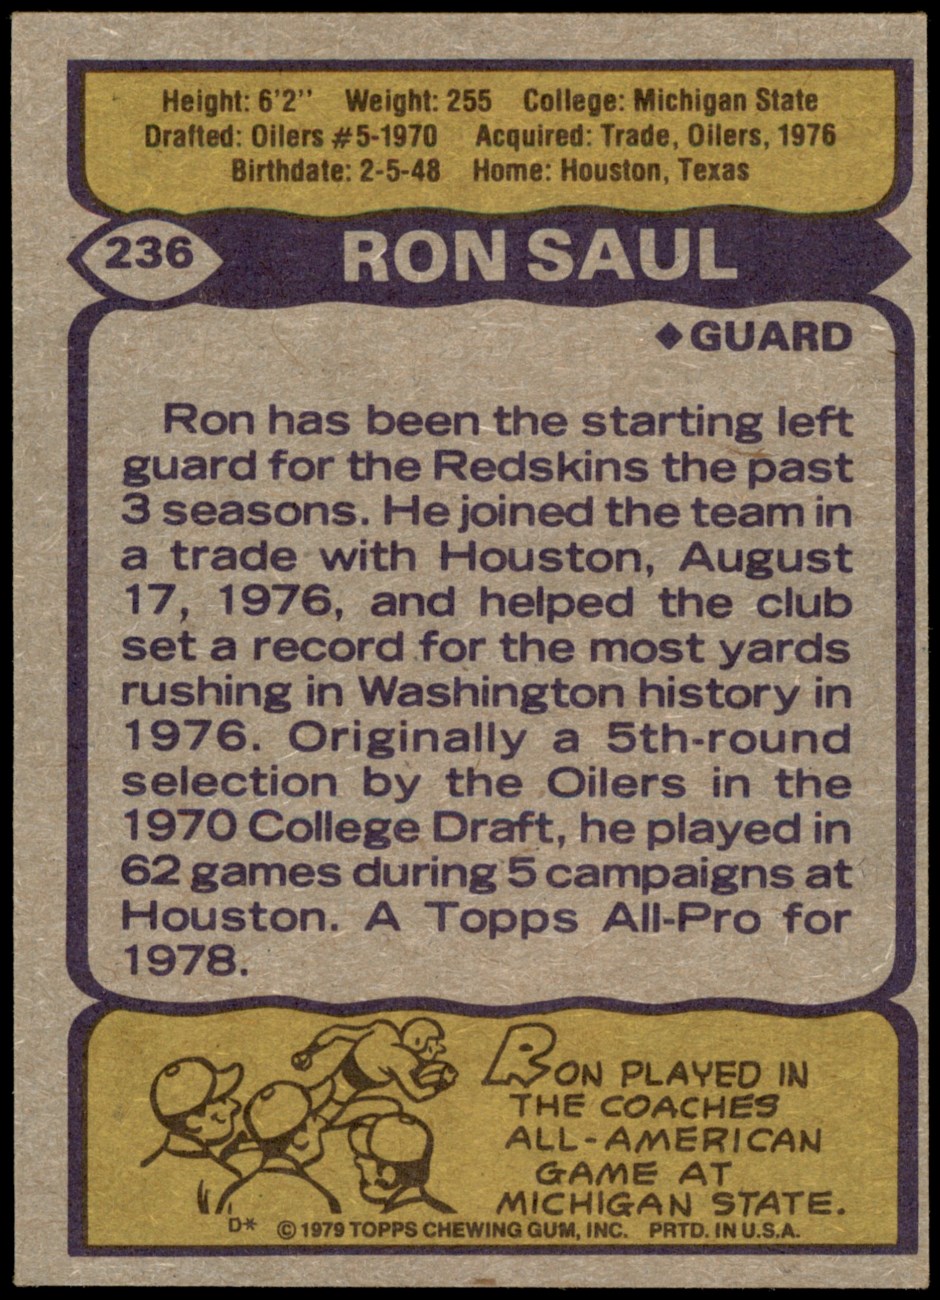 Height: 6'2" Weight: 255 College: Michigan State
Drafted: Oilers #5-1970 Acquired: Trade, Oilers, 1976
Birthdate: 2-5-48 Home: Houston, Texas
236 RON SAUL
◆GUARD
Ron has been the starting left
guard for the Redskins the past
3 seasons. He joined the team in
a trade with Houston, August
17, 1976, and helped the club
set a record for the most yards
rushing in Washington history in
1976. Originally a 5th-round
selection by the Oilers in the
1970 College Draft, he played in
62 games during 5 campaigns at
Houston. A Topps All-Pro for
1978.
RON PLAYED IN
THE COACHES
ALL-AMERICAN
GAME AT
MICHIGAN STATE.
D* © 1979 TOPPS CHEWING GUM, INC. PRTD. IN U.S.A.